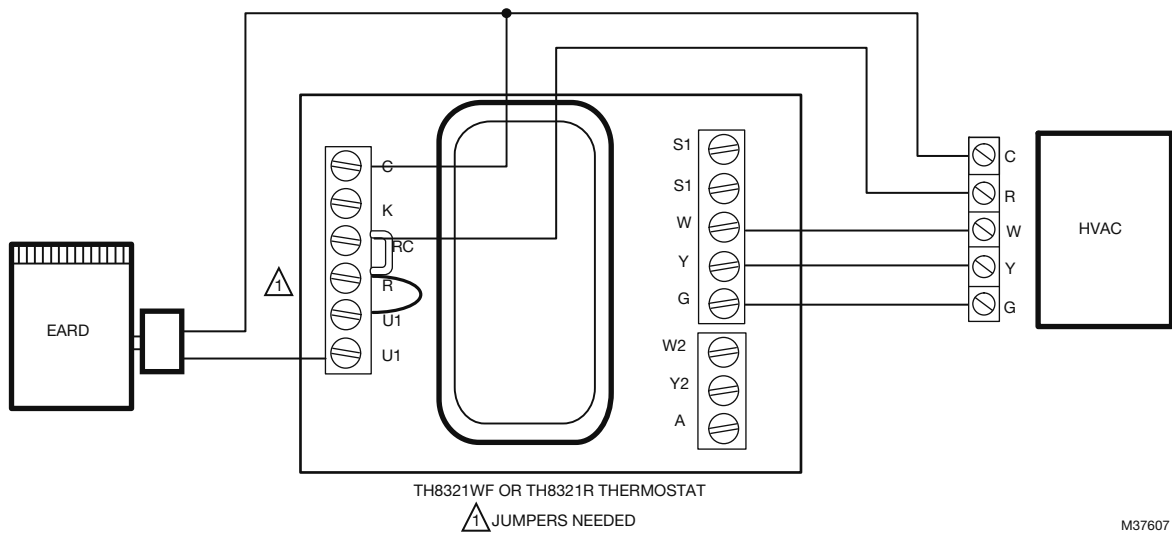 C
K
RC
R
U1
U1
S1
S1
W
Y
G
W2
Y2
A
C
R
W
Y
G
HVAC
EARD
1
TH8321WF OR TH8321R THERMOSTAT
1 JUMPERS NEEDED
M37607